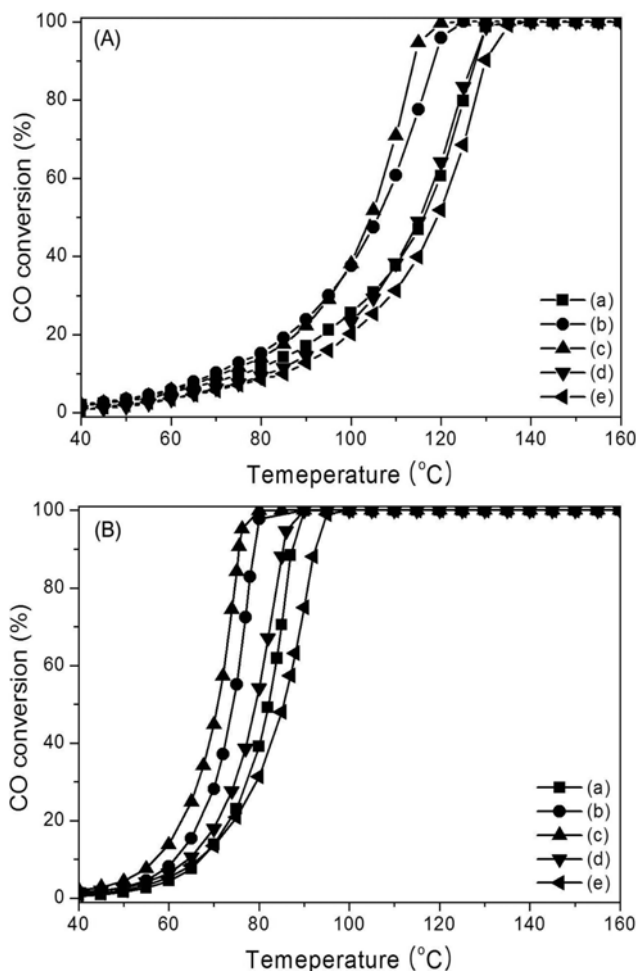 (A)
CO conversion (%)
100
80
60
40
20
0
(a)
(b)
(c)
(d)
(e)
40 60 80 100 120 140 160
Temeperature (°C)
(B)
CO conversion (%)
100
80
60
40
20
0
(a)
(b)
(c)
(d)
(e)
40 60 80 100 120 140 160
Temeperature (°C)